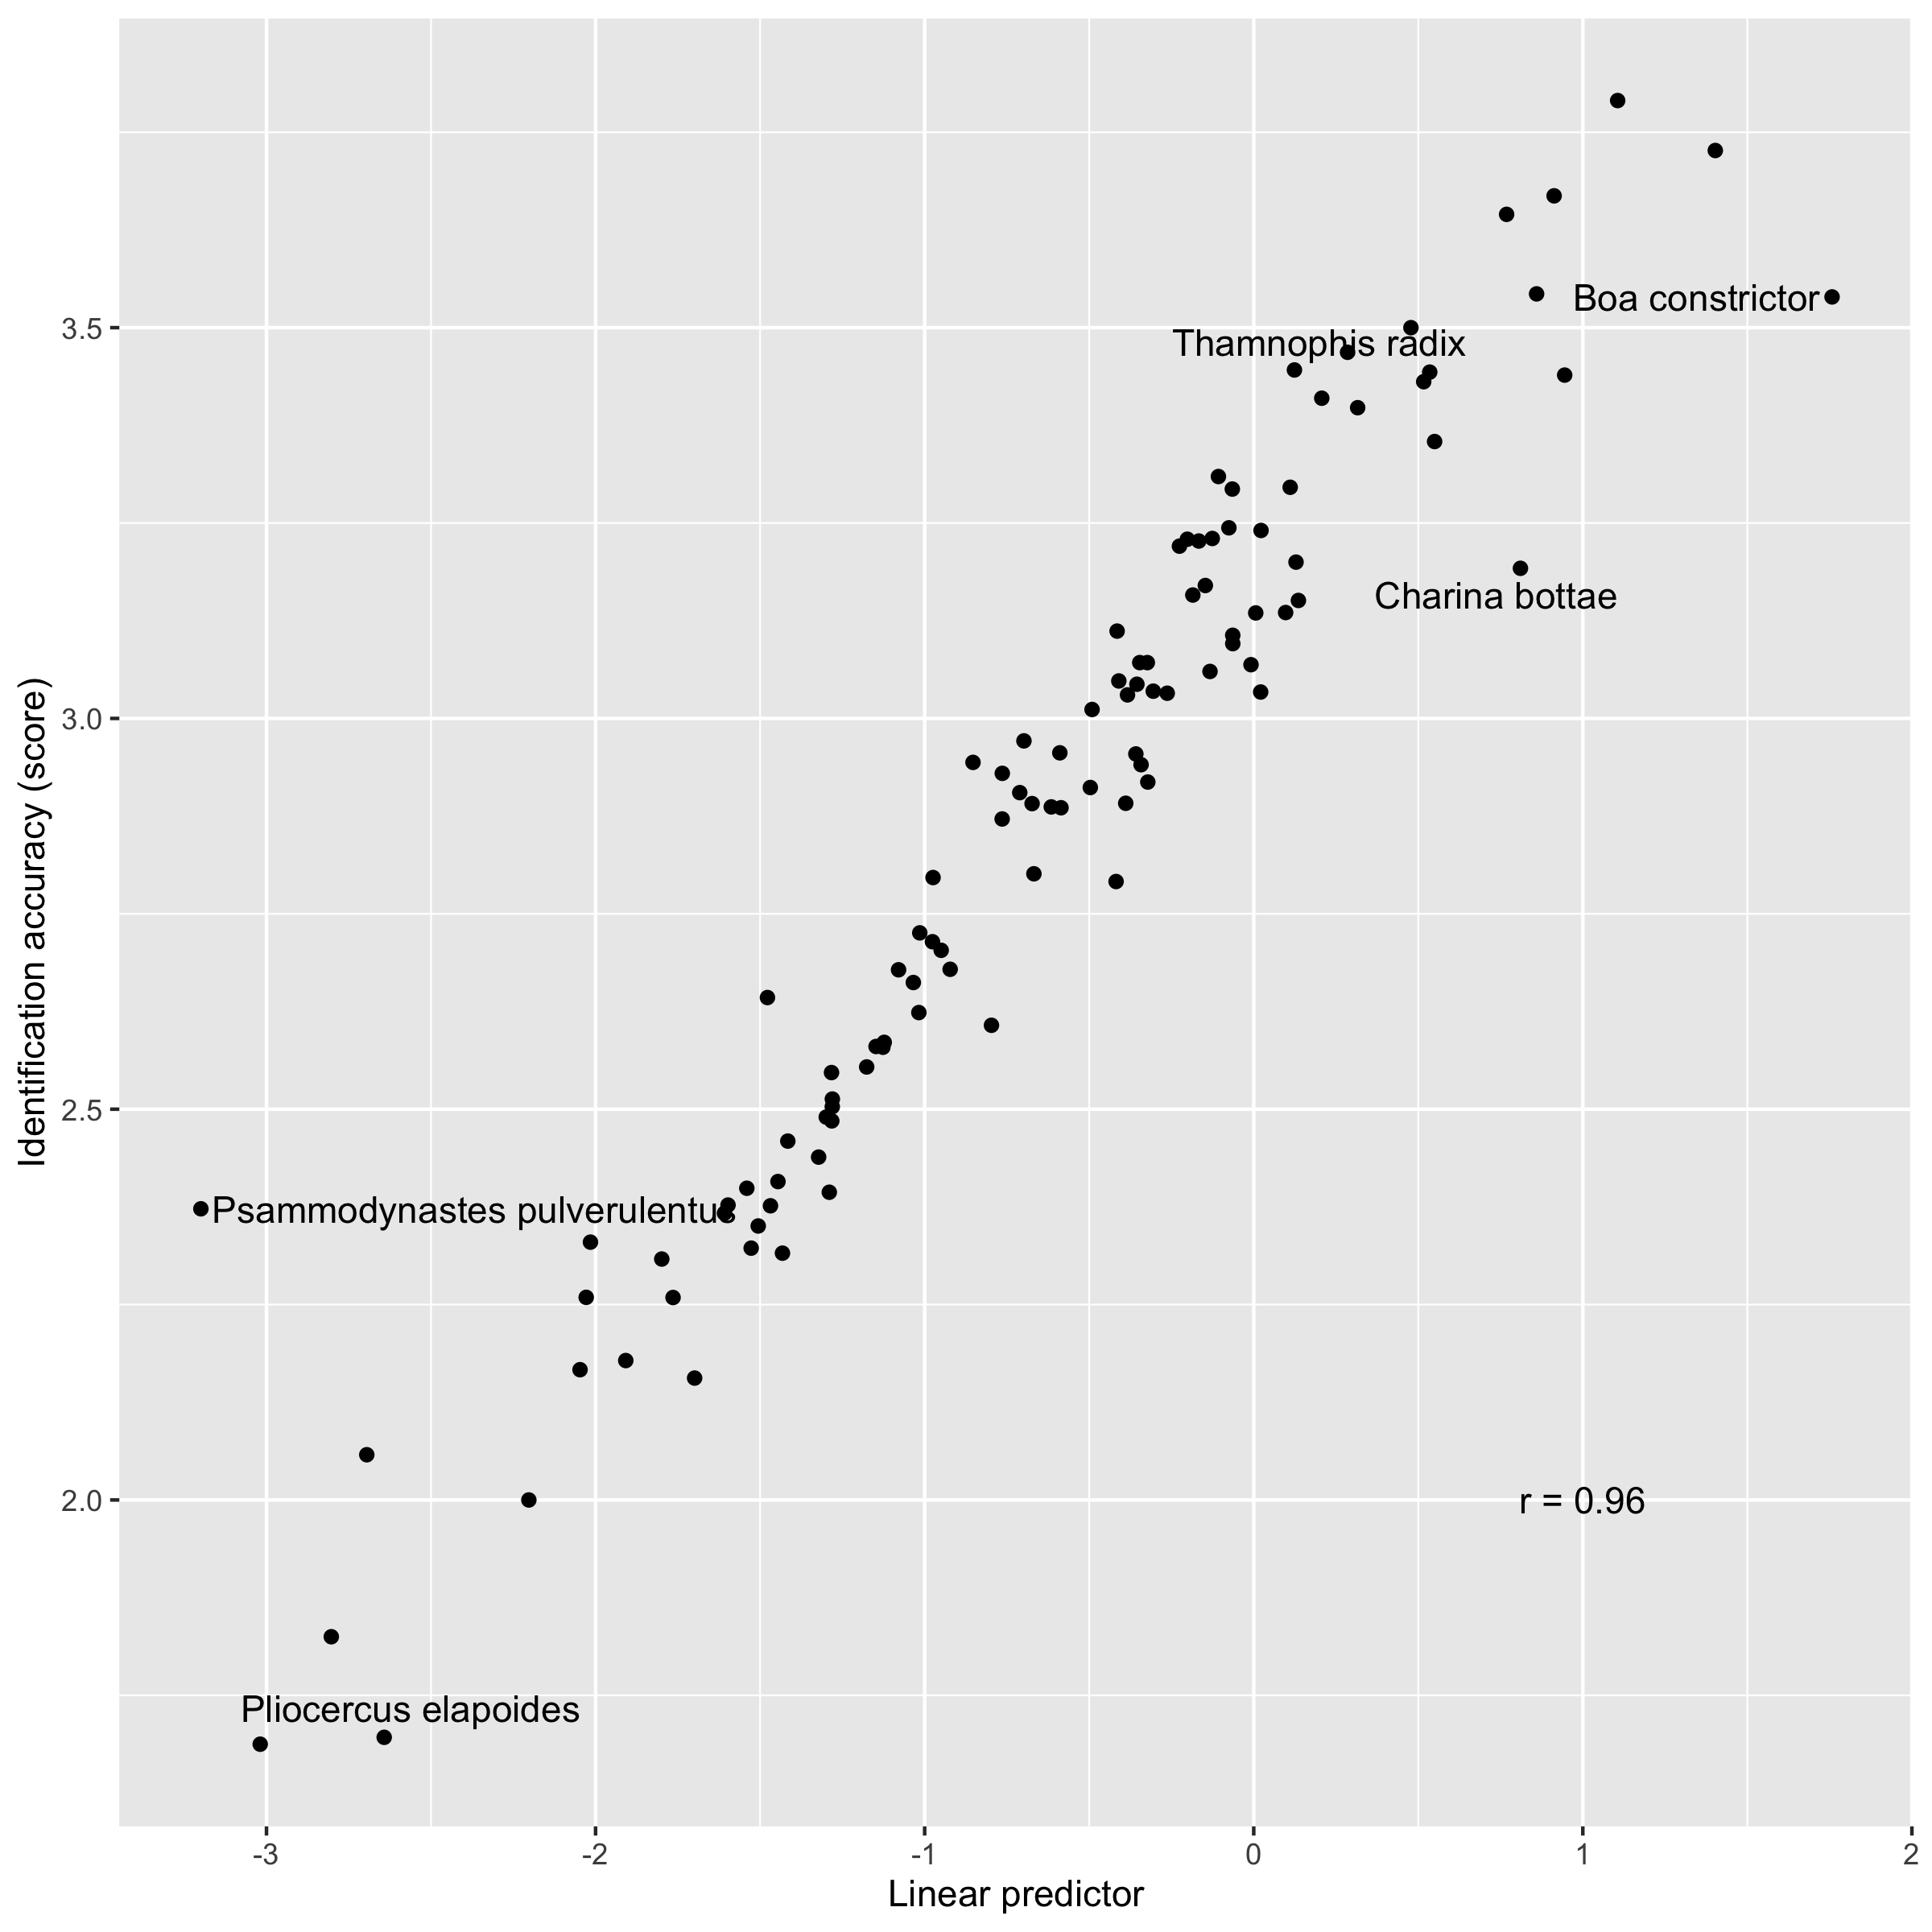 Boa constrictor
3.5
Thamnophis radix
Charina bottae
3.0
Identification accuracy (score)
2.5
Psammodynastes pulverulentus
2.0
r = 0.96
Pliocercus elapoides
-3
-2
-1
0
1
2
Linear predictor